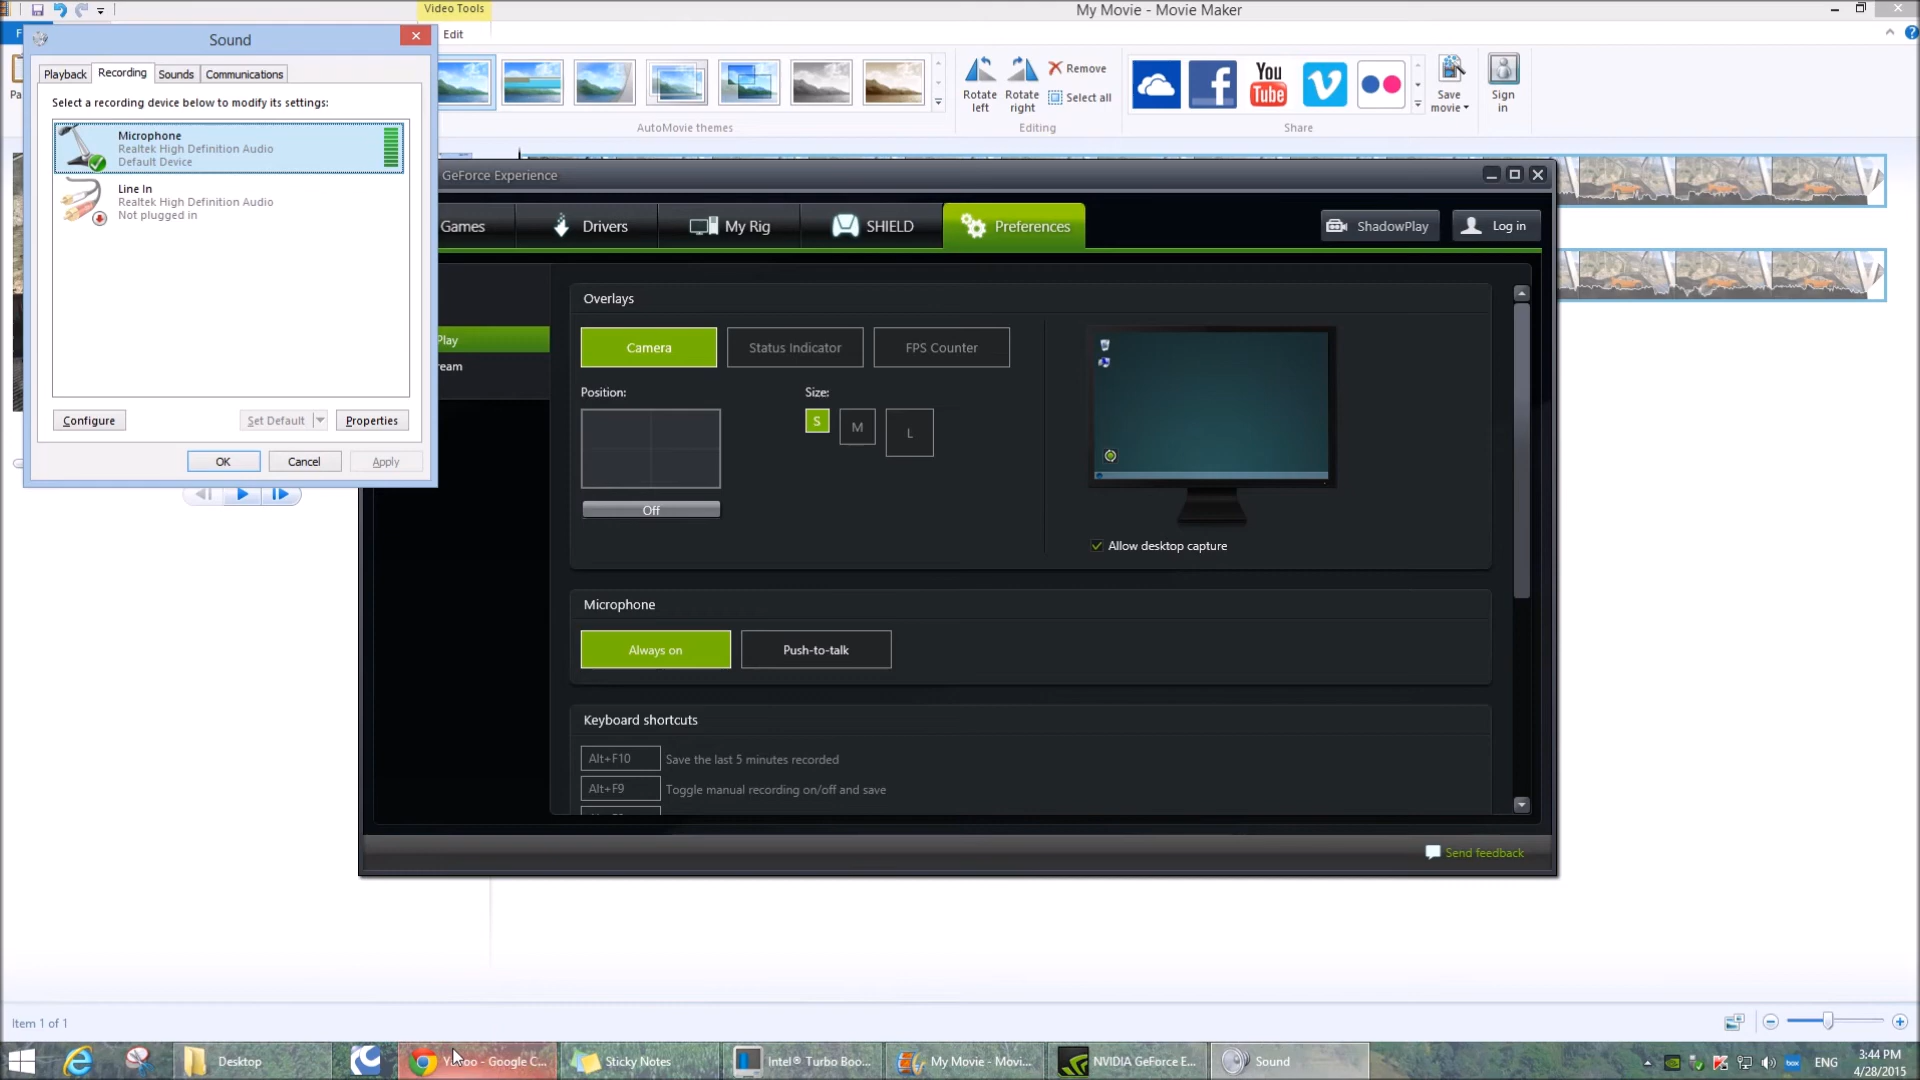 Video Tools
My Movie - Movie Maker
Edit
Sound
Playback
Recording
Sounds
Communications
Select a recording device below to modify its settings:
Microphone
Realtek High Definition Audio
Default Device
Line In
Realtek High Definition Audio
Not plugged in
Configure
Set Default
Properties
OK
Cancel
Apply
Rotate left
Rotate right
Remove
Select all
You
Tube
Save movie
Sign in
AutoMovie themes
Editing
Share
GeForce Experience
Games
Drivers
My Rig
SHIELD
Preferences
ShadowPlay
Log in
Play
ream
Overlays
Camera
Status Indicator
FPS Counter
Position:
Size:
S
M
L
Off
Allow desktop capture
Microphone
Always on
Push-to-talk
Keyboard shortcuts
Alt+F10
Save the last 5 minutes recorded
Alt+F9
Toggle manual recording on/off and save
Send feedback
Item 1 of 1
Desktop
- Google C...
Sticky Notes
Intel® Turbo Boo...
My Movie - Movi...
NVIDIA GeForce E...
Sound
ENG
3:44 PM
4/28/2015